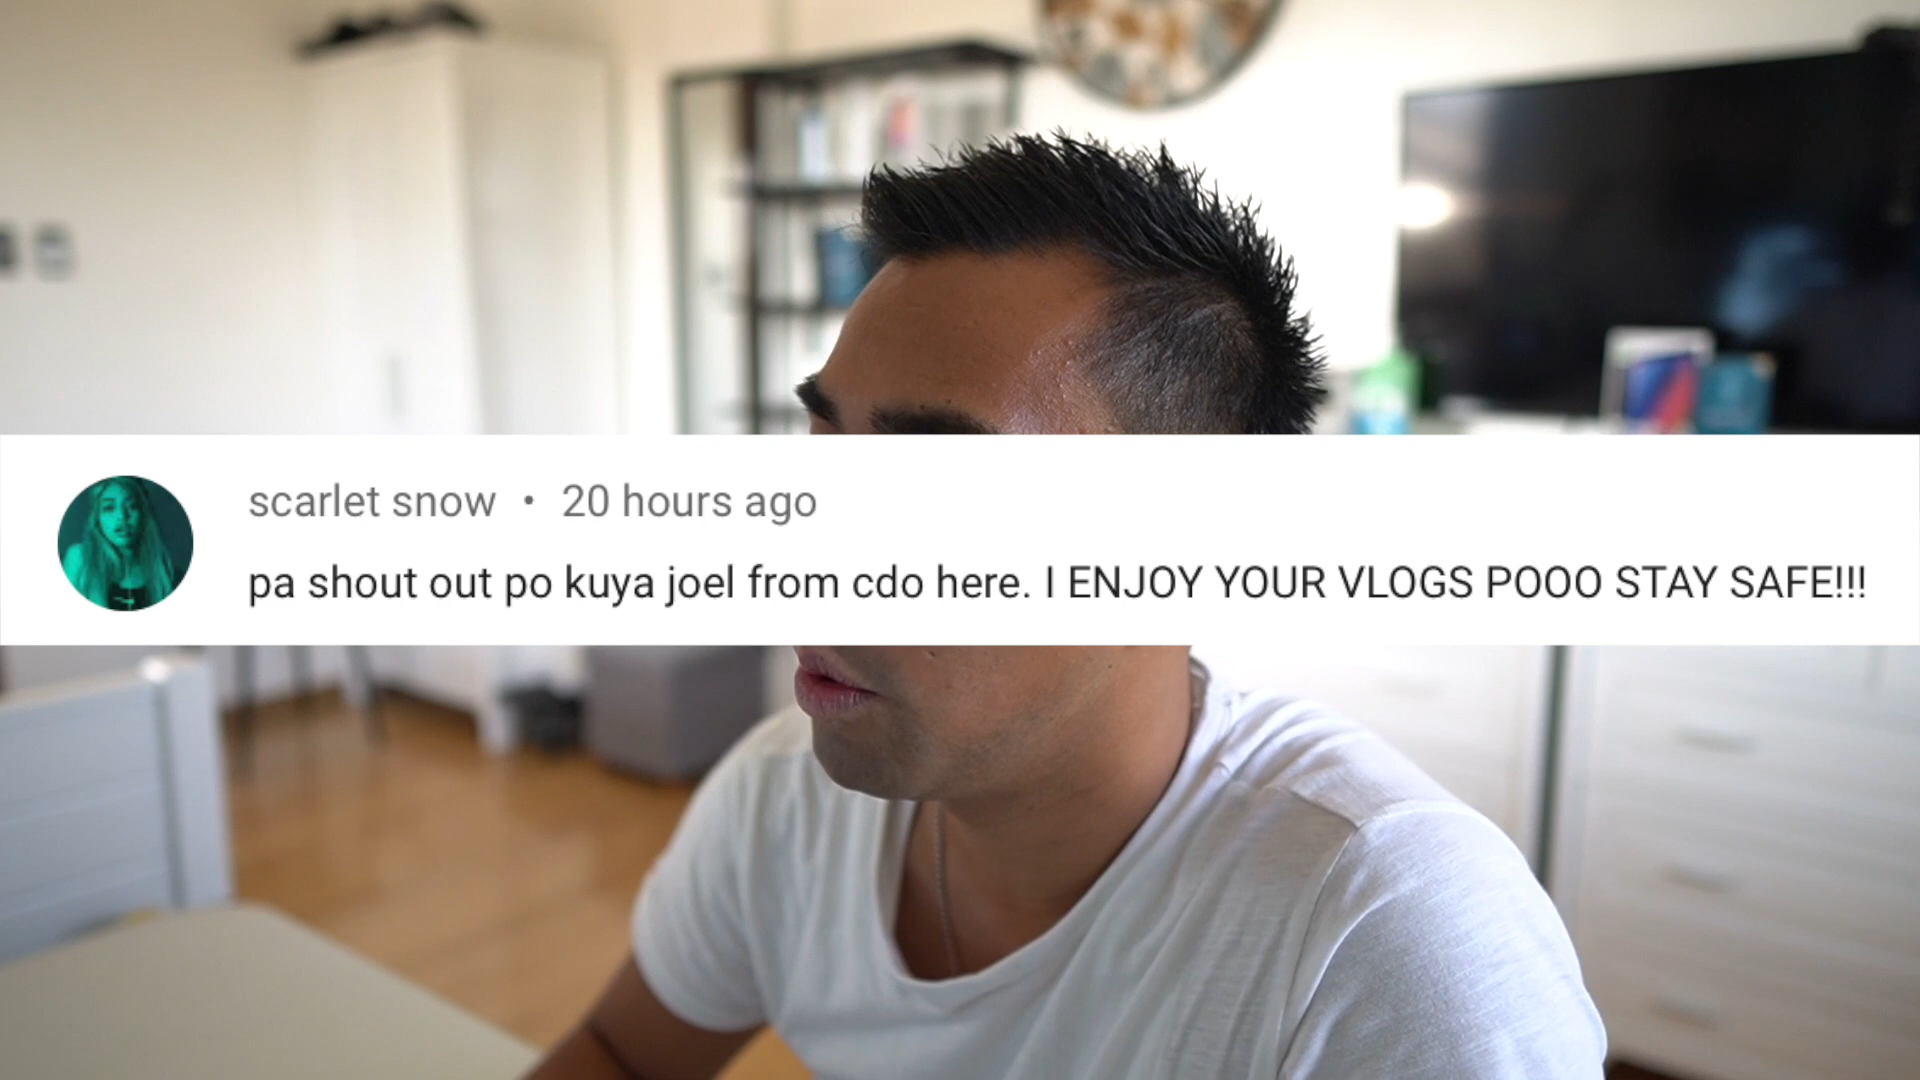 scarlet snow • 20 hours ago
pa shout out po kuya joel from cdo here. I ENJOY YOUR VLOGS POOO STAY SAFE!!!